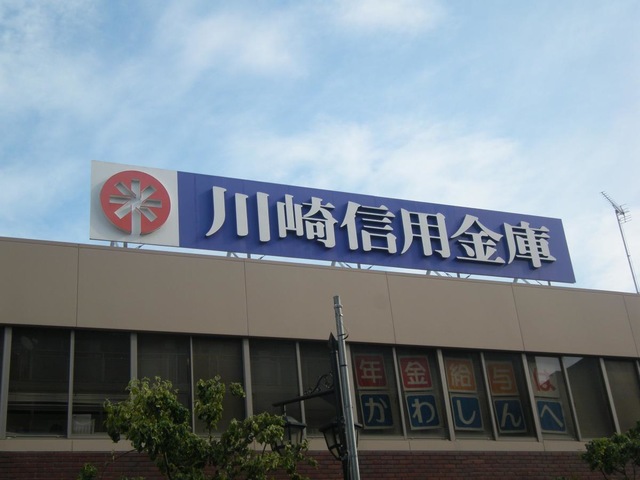 川崎信用金庫
年金給与は
かわしんへ